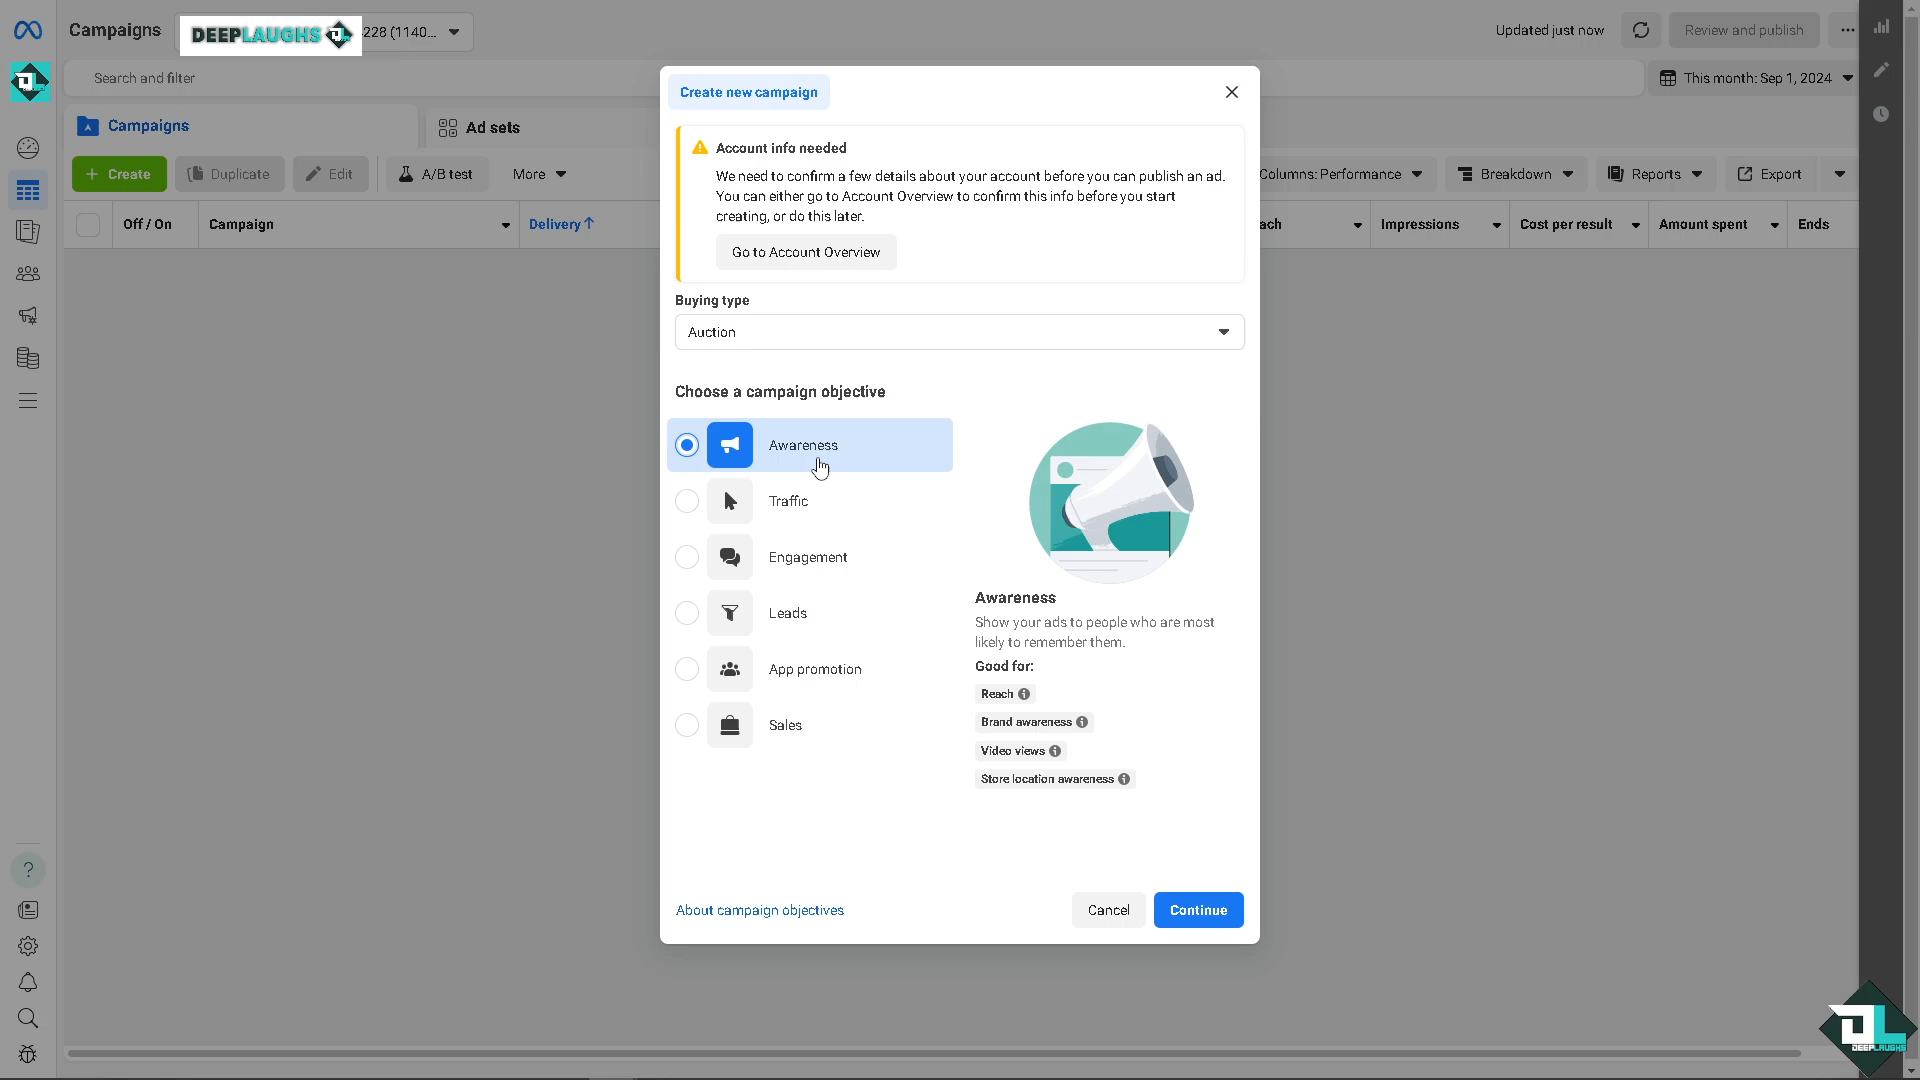 Campaigns
DEEPLAUGHS
228 (1140...
Updated just now
Review and publish
Search and filter
This month: Sep 1, 2024
Campaigns
Ad sets
Create
Duplicate
Edit
A/B test
More
Columns: Performance
Breakdown
Reports
Export
Off / On
Campaign
Delivery ↑
ach
Impressions
Cost per result
Amount spent
Ends
Create new campaign
Account info needed
We need to confirm a few details about your account before you can publish an ad.
You can either go to Account Overview to confirm this info before you start
creating, or do this later.
Go to Account Overview
Buying type
Auction
Choose a campaign objective
Awareness
Traffic
Engagement
Leads
App promotion
Sales
Awareness
Show your ads to people who are most
likely to remember them.
Good for:
Reach
Brand awareness
Video views
Store location awareness
About campaign objectives
Cancel
Continue
DEEPLAUGHS